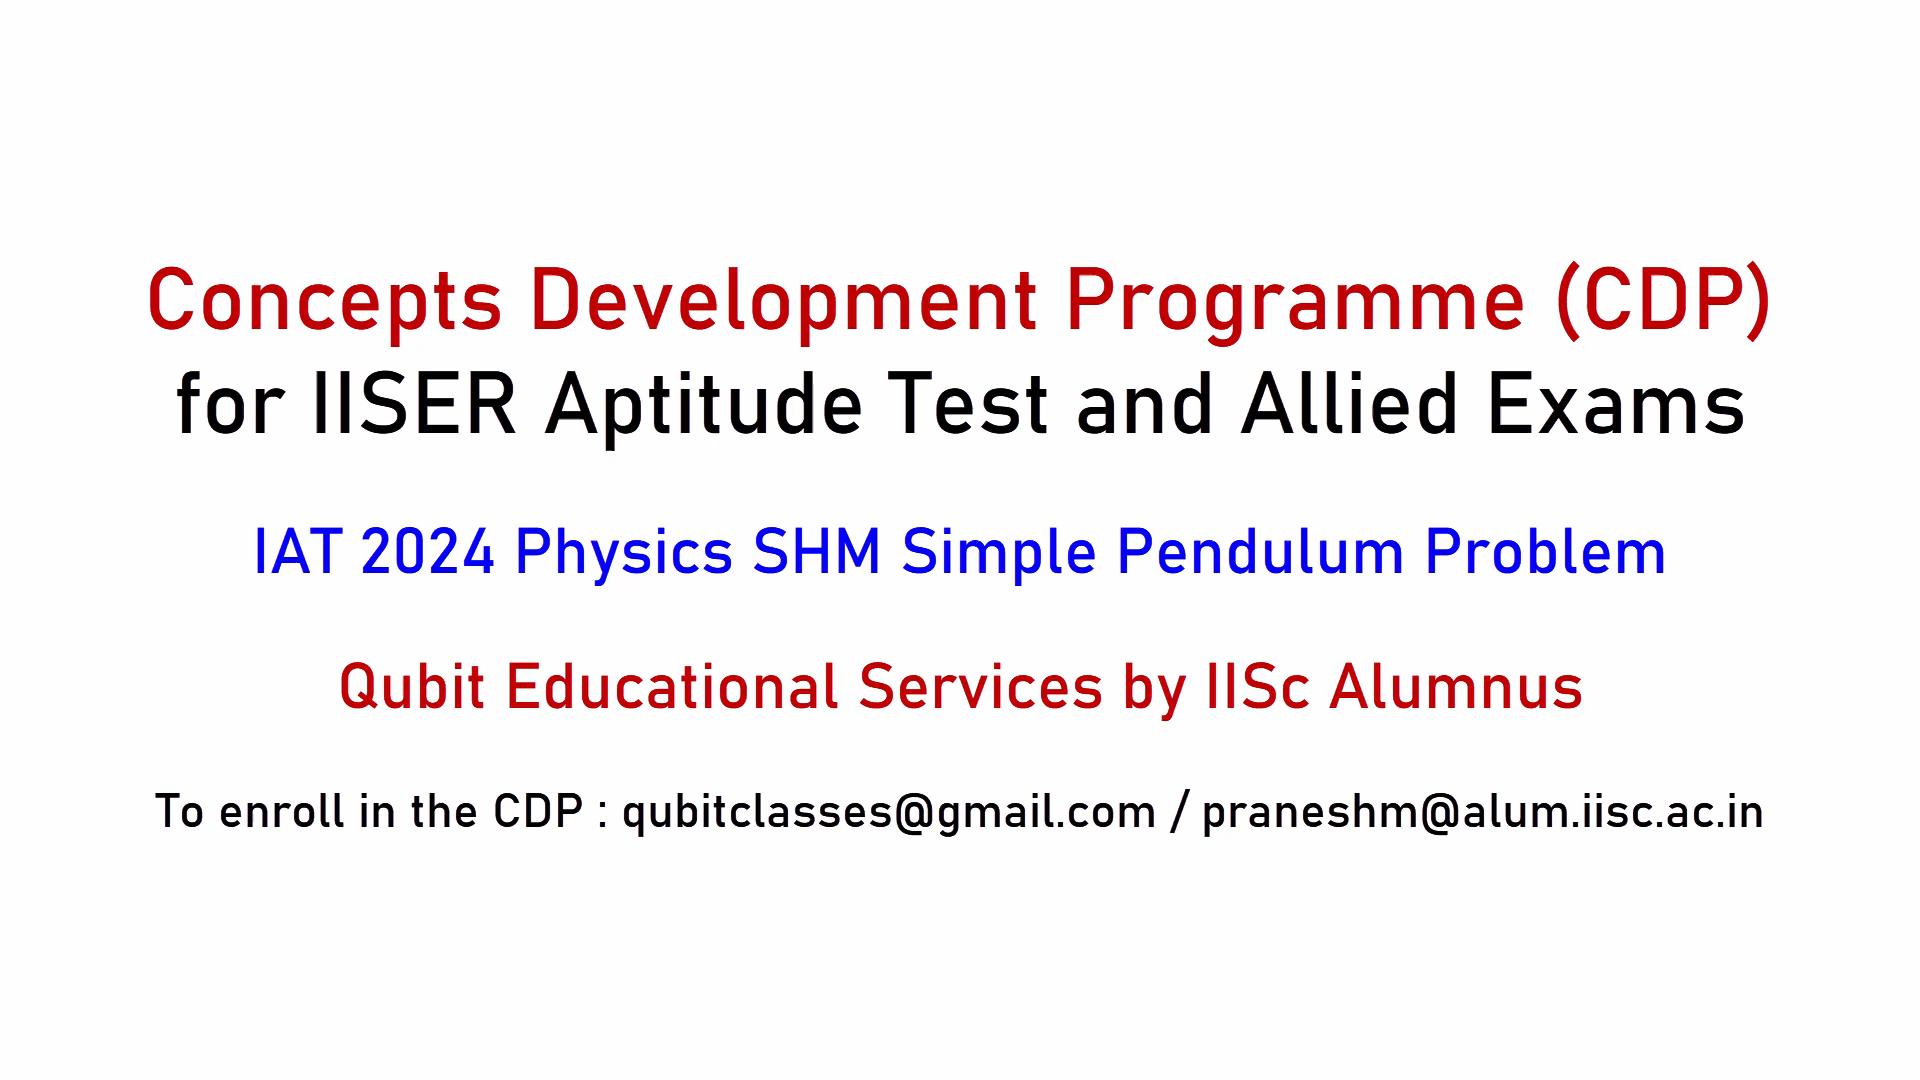 Concepts Development Programme (CDP)
for IISER Aptitude Test and Allied Exams
IAT 2024 Physics SHM Simple Pendulum Problem
Qubit Educational Services by IISc Alumnus
To enroll in the CDP : qubitclasses@gmail.com / praneshm@alum.iisc.ac.in